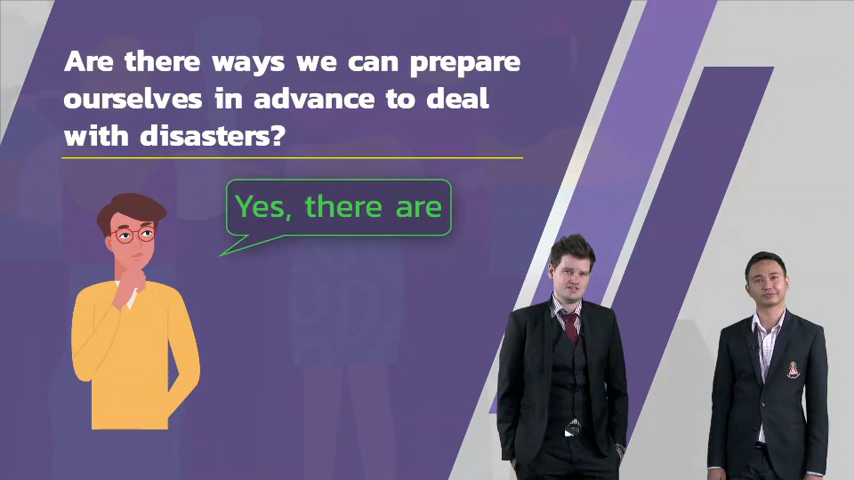 Are there ways we can prepare
ourselves in advance to deal
with disasters?
Yes, there are